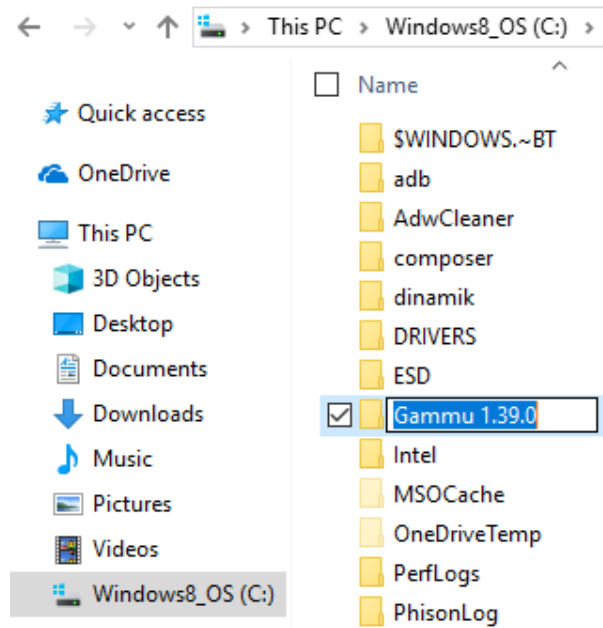 This PC > Windows8_OS (C:) >
Name
Quick access
OneDrive
This PC
3D Objects
Desktop
Documents
Downloads
Music
Pictures
Videos
Windows8_OS (C:)
$WINDOWS.~BT
adb
AdwCleaner
composer
dinamik
DRIVERS
ESD
Gammu 1.39.0
Intel
MSOCache
OneDriveTemp
PerfLogs
PhisonLog